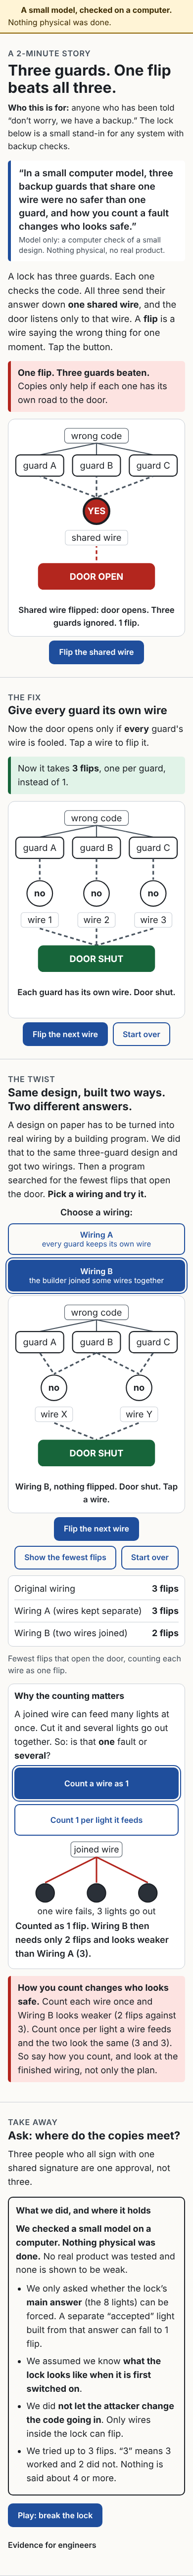 A small model, checked on a computer.
Nothing physical was done.
A 2-MINUTE STORY
Three guards. One flip
beats all three.
Who this is for: anyone who has been told
“don’t worry, we have a backup.” The lock
below is a small stand-in for any system with
backup checks.
“In a small computer model, three
backup guards that share one
wire were no safer than one
guard, and how you count a fault
changes who looks safe.”
Model only: a computer check of a small
design. Nothing physical, no real product.
A lock has three guards. Each one
checks the code. All three send their
answer down one shared wire, and the
door listens only to that wire. A flip is a
wire saying the wrong thing for one
moment. Tap the button.
One flip. Three guards beaten.
Copies only help if each one has its
own road to the door.
wrong code
guard A
guard B
guard C
YES
shared wire
DOOR OPEN
Shared wire flipped: door opens. Three
guards ignored. 1 flip.
Flip the shared wire
THE FIX
Give every guard its own wire
Now the door opens only if every guard's
wire is fooled. Tap a wire to flip it.
Now it takes 3 flips, one per guard,
instead of 1.
wrong code
guard A
guard B
guard C
no
no
no
wire 1
wire 2
wire 3
DOOR SHUT
Each guard has its own wire. Door shut.
Flip the next wire
Start over
THE TWIST
Same design, built two ways.
Two different answers.
A design on paper has to be turned into
real wiring by a building program. We did
that to the same three-guard design and
got two wirings. Then a program
searched for the fewest flips that open
the door. Pick a wiring and try it.
Choose a wiring:
Wiring A
every guard keeps its own wire
Wiring B
the builder joined some wires together
wrong code
guard A
guard B
guard C
no
no
wire X
wire Y
DOOR SHUT
Wiring B, nothing flipped. Door shut. Tap
a wire.
Flip the next wire
Show the fewest flips
Start over
Original wiring 3 flips
Wiring A (wires kept separate) 3 flips
Wiring B (two wires joined) 2 flips
Fewest flips that open the door, counting each
wire as one flip.
Why the counting matters
A joined wire can feed many lights at
once. Cut it and several lights go out
together. So: is that one fault or
several?
Count a wire as 1
Count 1 per light it feeds
joined wire
one wire fails, 3 lights go out
Counted as 1 flip. Wiring B then
needs only 2 flips and looks weaker
than Wiring A (3).
How you count changes who looks
safe. Count each wire once and
Wiring B looks weaker (2 flips against
3). Count once per light a wire feeds
and the two look the same (3 and 3).
So say how you count, and look at the
finished wiring, not only the plan.
TAKE AWAY
Ask: where do the copies meet?
Three people who all sign with one
shared signature are one approval, not
three.
What we did, and where it holds
We checked a small model on a
computer. Nothing physical was
done. No real product was tested and
none is shown to be weak.
• We only asked whether the lock’s
main answer (the 8 lights) can be
forced. A separate “accepted” light
built from that answer can fall to 1
flip.
• We assumed we know what the
lock looks like when it is first
switched on.
• We did not let the attacker change
the code going in. Only wires
inside the lock can flip.
• We tried up to 3 flips. “3” means 3
worked and 2 did not. Nothing is
said about 4 or more.
Play: break the lock
Evidence for engineers